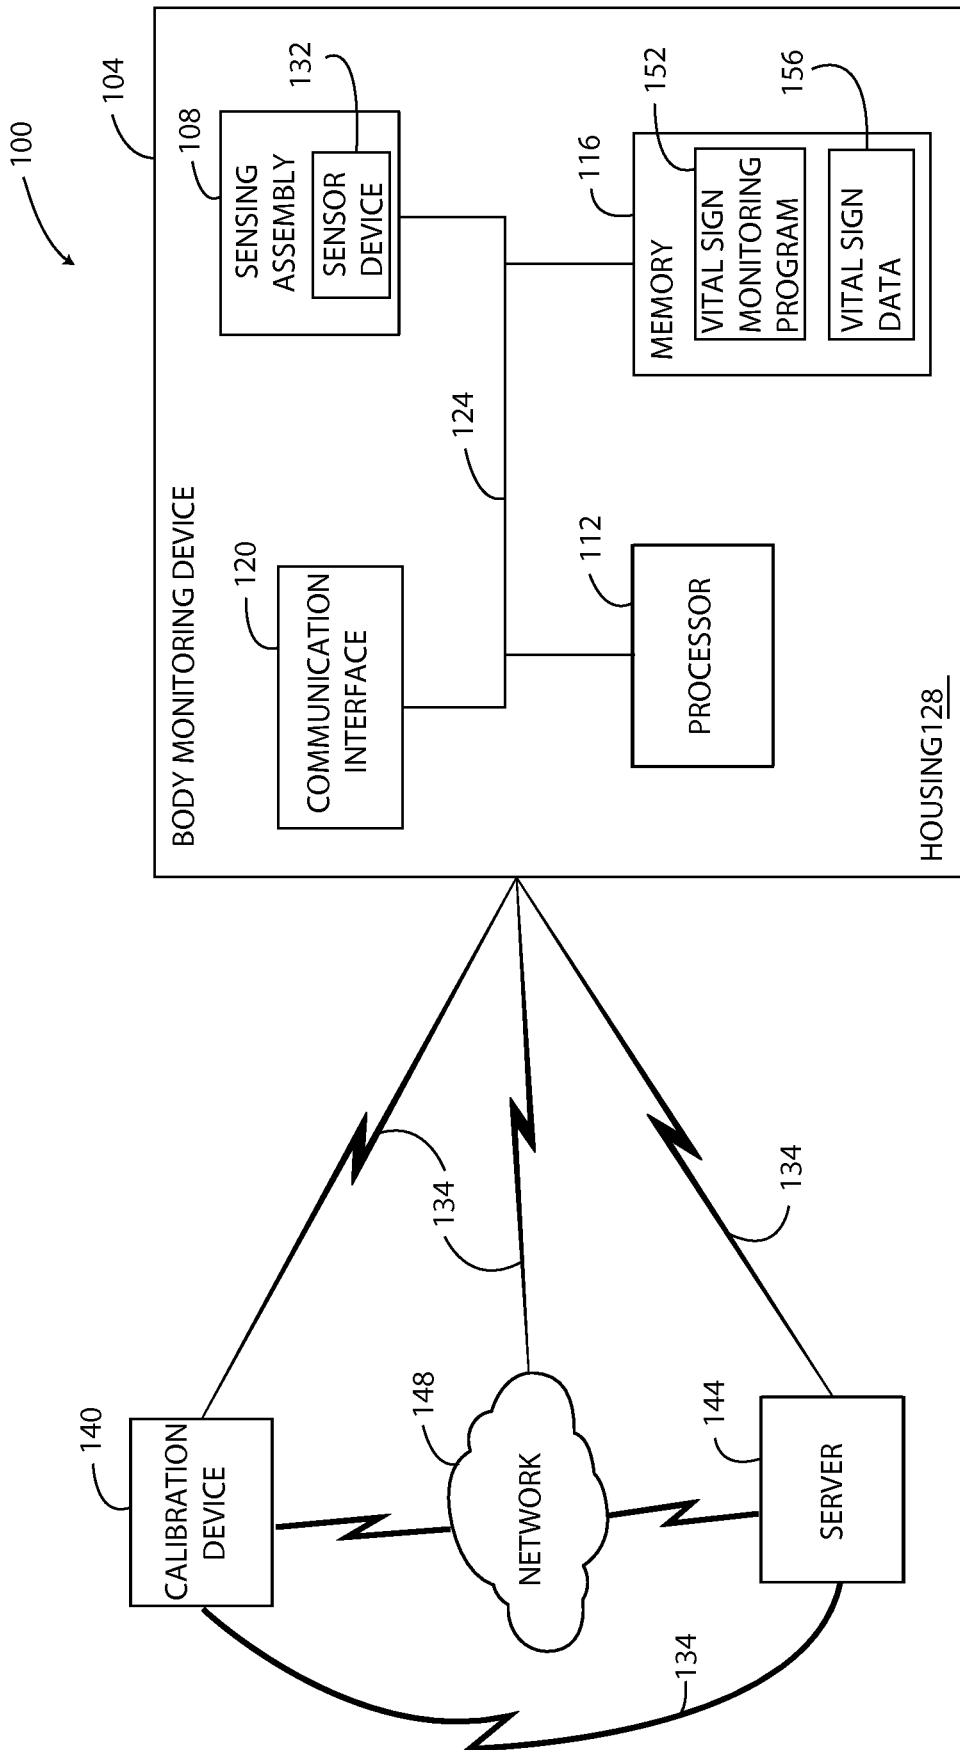 100
104
BODY MONITORING DEVICE
108
SENSING
ASSEMBLY
132
SENSOR
DEVICE
120
COMMUNICATION
INTERFACE
124
116
MEMORY
152
VITAL SIGN
MONITORING
PROGRAM
156
VITAL SIGN
DATA
112
PROCESSOR
HOUSING128
134
134
134
140
CALIBRATION
DEVICE
148
NETWORK
144
SERVER